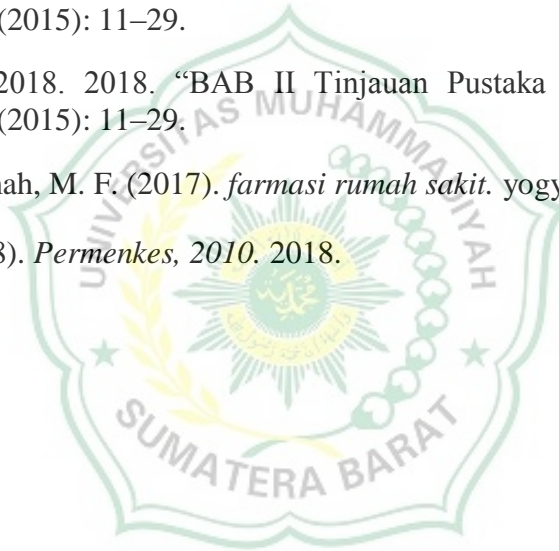 (2015): 11–29.
2018. 2018. “BAB II Tinjauan Pustaka
(2015): 11–29.
ah, M. F. (2017). farmasi rumah sakit. yogy
8). Permenkes, 2010. 2018.
UNIVERSITAS MUHAMMADIYAH
SUMATERA BARAT